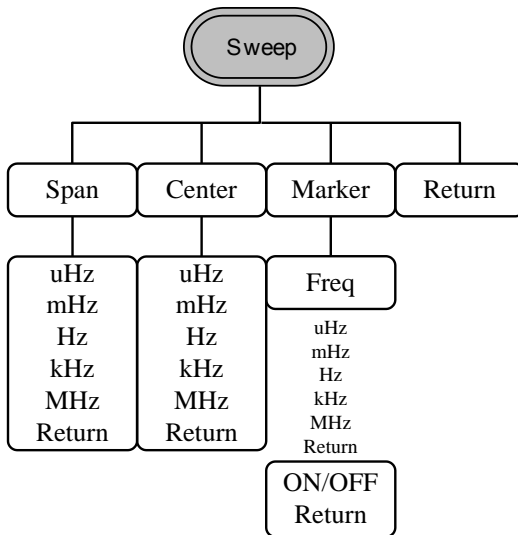 Sweep
Span
Center
Marker
Return
uHz
mHz
Hz
kHz
MHz
Return
uHz
mHz
Hz
kHz
MHz
Return
Freq
uHz
mHz
Hz
kHz
MHz
Return
ON/OFF
Return